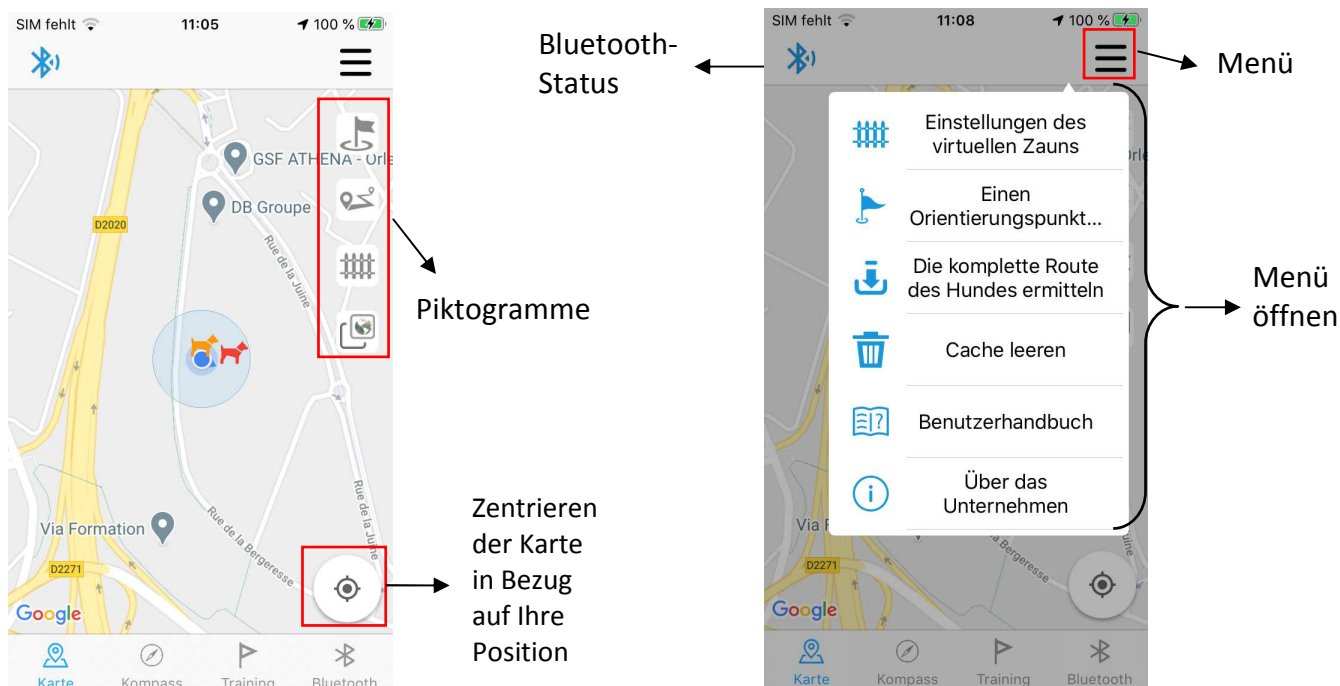 SIM fehlt 11:05 100 %
GSF ATHENA - Orle
DB Groupe
D2020
Rue de la Juine
Via Formation
Rue de la Bergeresse
Rue de la Juine
D2271
Google
Karte Kompass Training Bluetooth
Piktogramme
Zentrieren
der Karte
in Bezug
auf Ihre
Position
Bluetooth-
Status
SIM fehlt 11:08 100 %
Menü
Einstellungen des
virtuellen Zauns
Einen
Orientierungspunkt...
Die komplette Route
des Hundes ermitteln
Cache leeren
Benutzerhandbuch
Über das
Unternehmen
Orle
Via F
Bergeresse
D2271
Google
Karte Kompass Training Bluetooth
Menü
öffnen